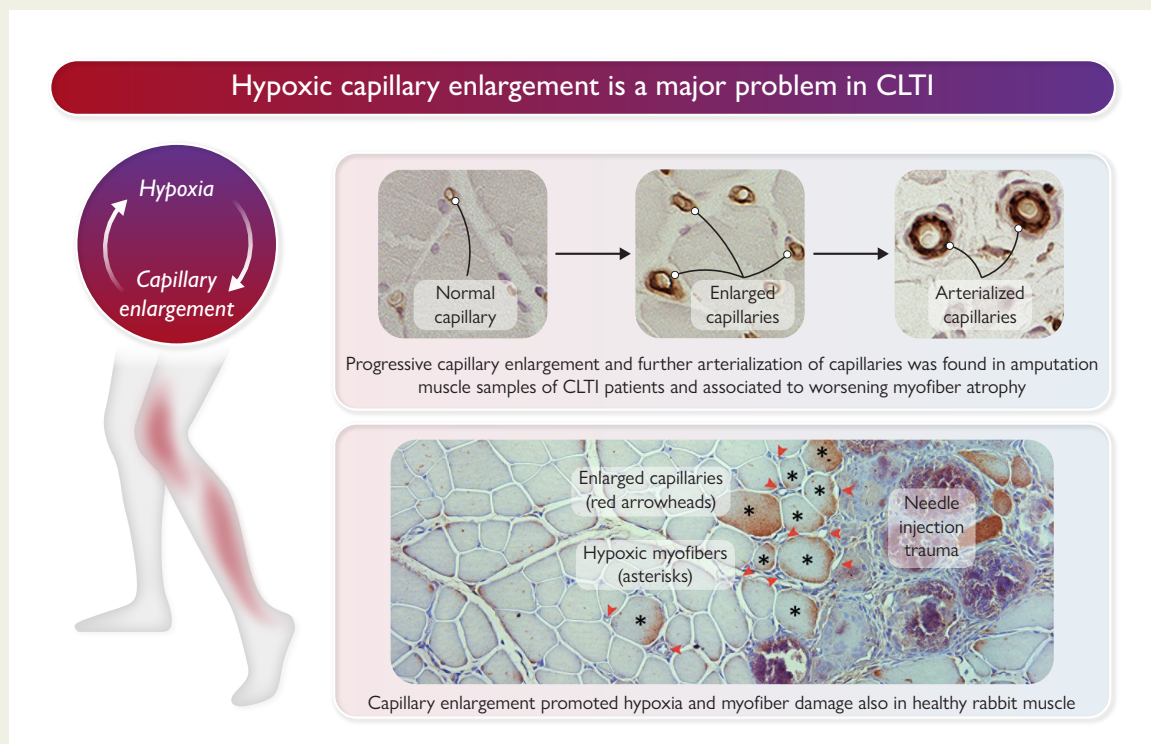 Hypoxic capillary enlargement is a major problem in CLTI
Hypoxia
Capillary
enlargement
Normal
capillary
Enlarged
capillaries
Arterialized
capillaries
Progressive capillary enlargement and further arterialization of capillaries was found in amputation
muscle samples of CLTI patients and associated to worsening myofiber atrophy
Enlarged capillaries
(red arrowheads)
Hypoxic myofibers
(asterisks)
Needle
injection
trauma
Capillary enlargement promoted hypoxia and myofiber damage also in healthy rabbit muscle